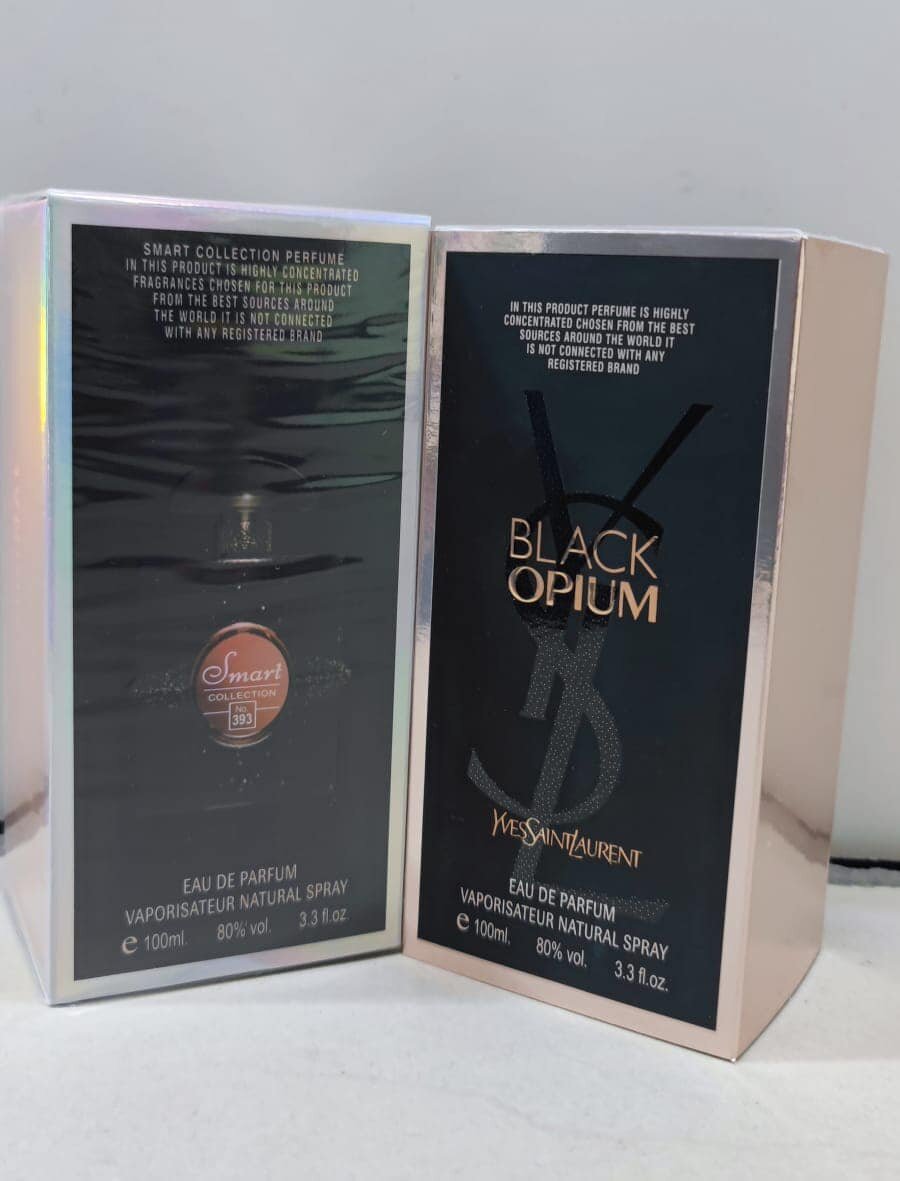 SMART COLLECTION PERFUME
IN THIS PRODUCT IS HIGHLY CONCENTRATED
FRAGRANCES CHOSEN FOR THIS PRODUCT
FROM THE BEST SOURCES AROUND
THE WORLD IT IS NOT CONNECTED
WITH ANY REGISTERED BRAND
Smart
COLLECTION
No.
393
EAU DE PARFUM
VAPORISATEUR NATURAL SPRAY
e 100ml. 80% vol. 3.3 fl.oz.
IN THIS PRODUCT PERFUME IS HIGHLY
CONCENTRATED CHOSEN FROM THE BEST
SOURCES AROUND THE WORLD IT
IS NOT CONNECTED WITH ANY
REGISTERED BRAND
YSL
BLACK
OPIUM
YVESSAINTLAURENT
EAU DE PARFUM
VAPORISATEUR NATURAL SPRAY
e 100ml. 80% vol. 3.3 fl.oz.